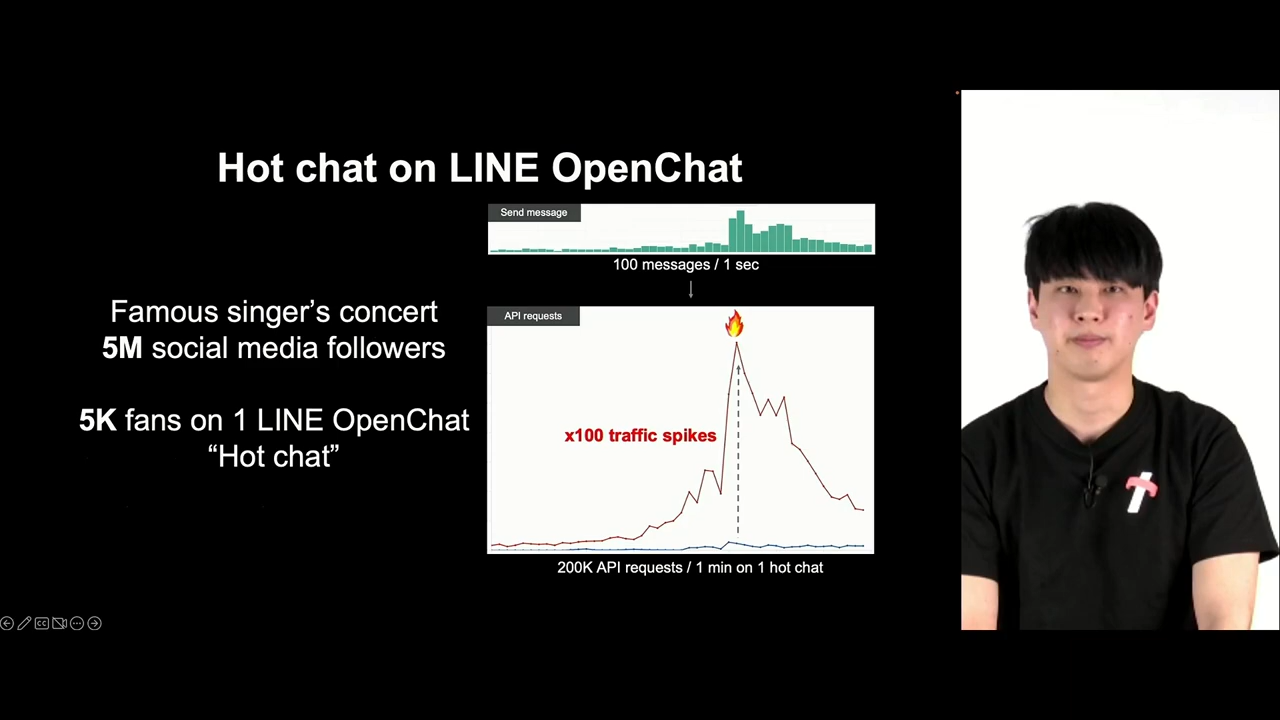 Hot chat on LINE OpenChat
Send message
100 messages / 1 sec
Famous singer’s concert
5M social media followers
5K fans on 1 LINE OpenChat
“Hot chat”
API requests
x100 traffic spikes
200K API requests / 1 min on 1 hot chat
CC